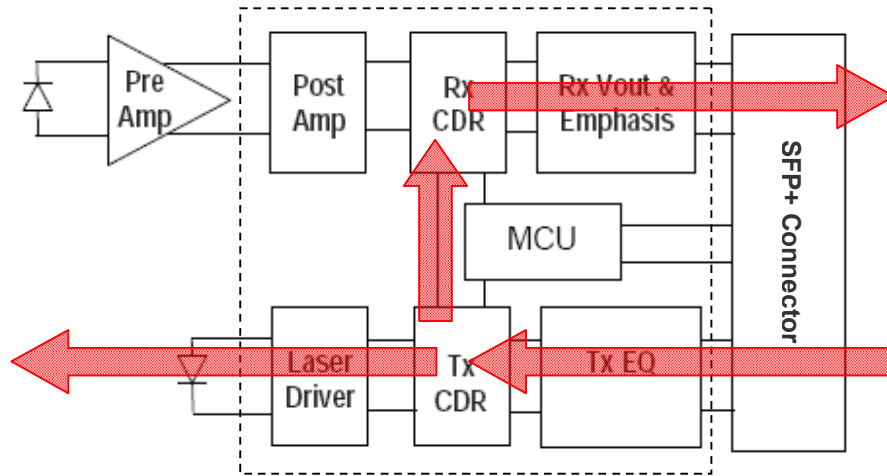 Pre
Amp
Post
Amp
Rx
CDR
Rx Vout &
Emphasis
SFP+ Connector
MCU
Laser
Driver
Tx
CDR
Tx EQ